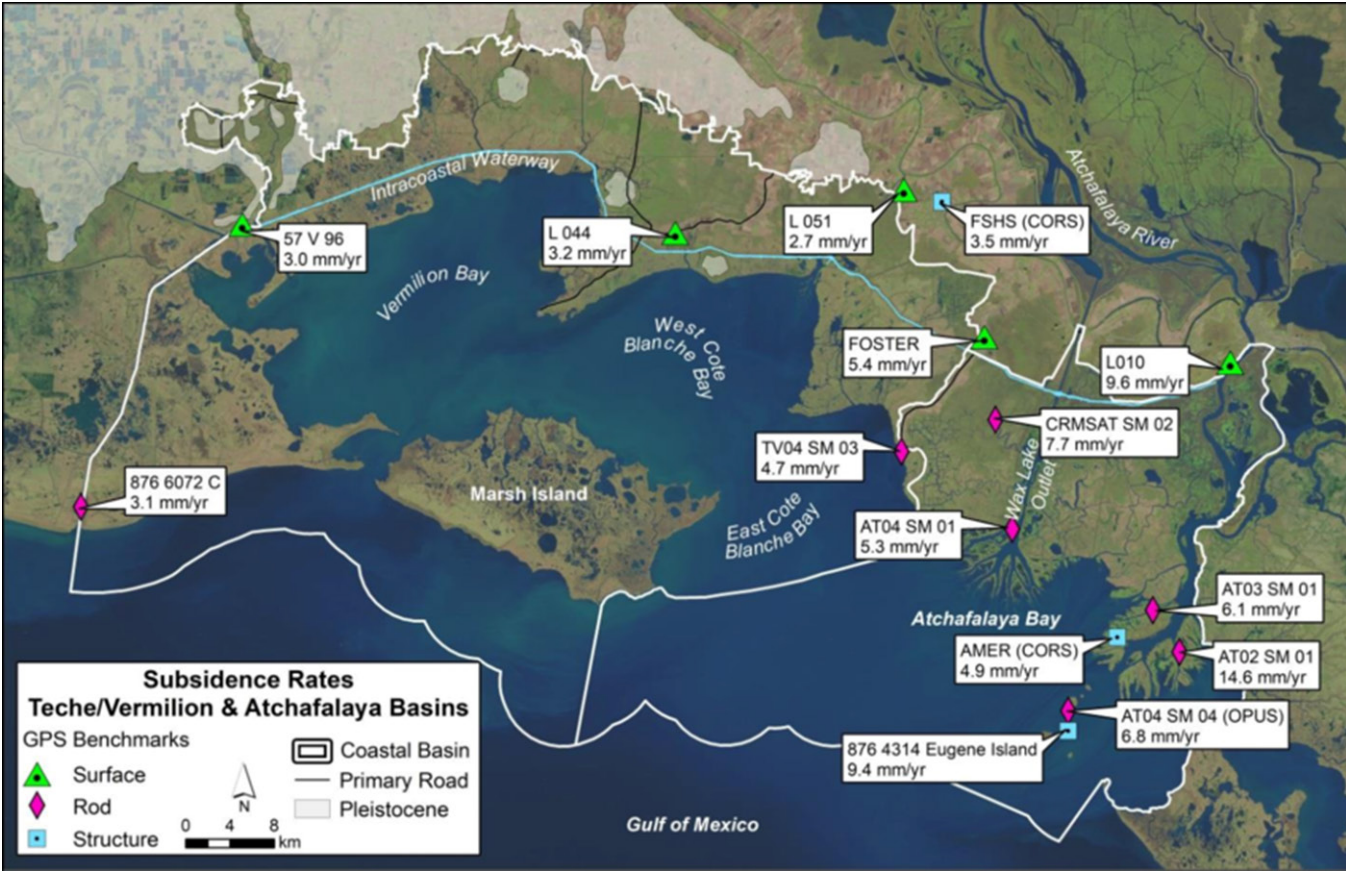 Atchafalaya River
Intracoastal Waterway
L 051
2.7 mm/yr
FSHS (CORS)
3.5 mm/yr
L 044
3.2 mm/yr
57 V 96
3.0 mm/yr
Vermilion Bay
West Cote
Blanche Bay
FOSTER
5.4 mm/yr
L010
9.6 mm/yr
CRMSAT SM 02
7.7 mm/yr
TV04 SM 03
4.7 mm/yr
876 6072 C
3.1 mm/yr
Marsh Island
Wax Lake
Outlet
East Cote
Blanche Bay
AT04 SM 01
5.3 mm/yr
AT03 SM 01
6.1 mm/yr
Atchafalaya Bay
AMER (CORS)
4.9 mm/yr
AT02 SM 01
14.6 mm/yr
AT04 SM 04 (OPUS)
6.8 mm/yr
876 4314 Eugene Island
9.4 mm/yr
Gulf of Mexico
Subsidence Rates
Teche/Vermilion & Atchafalaya Basins
GPS Benchmarks
Surface
Rod
Structure
Coastal Basin
Primary Road
Pleistocene
N
0 4 8
km